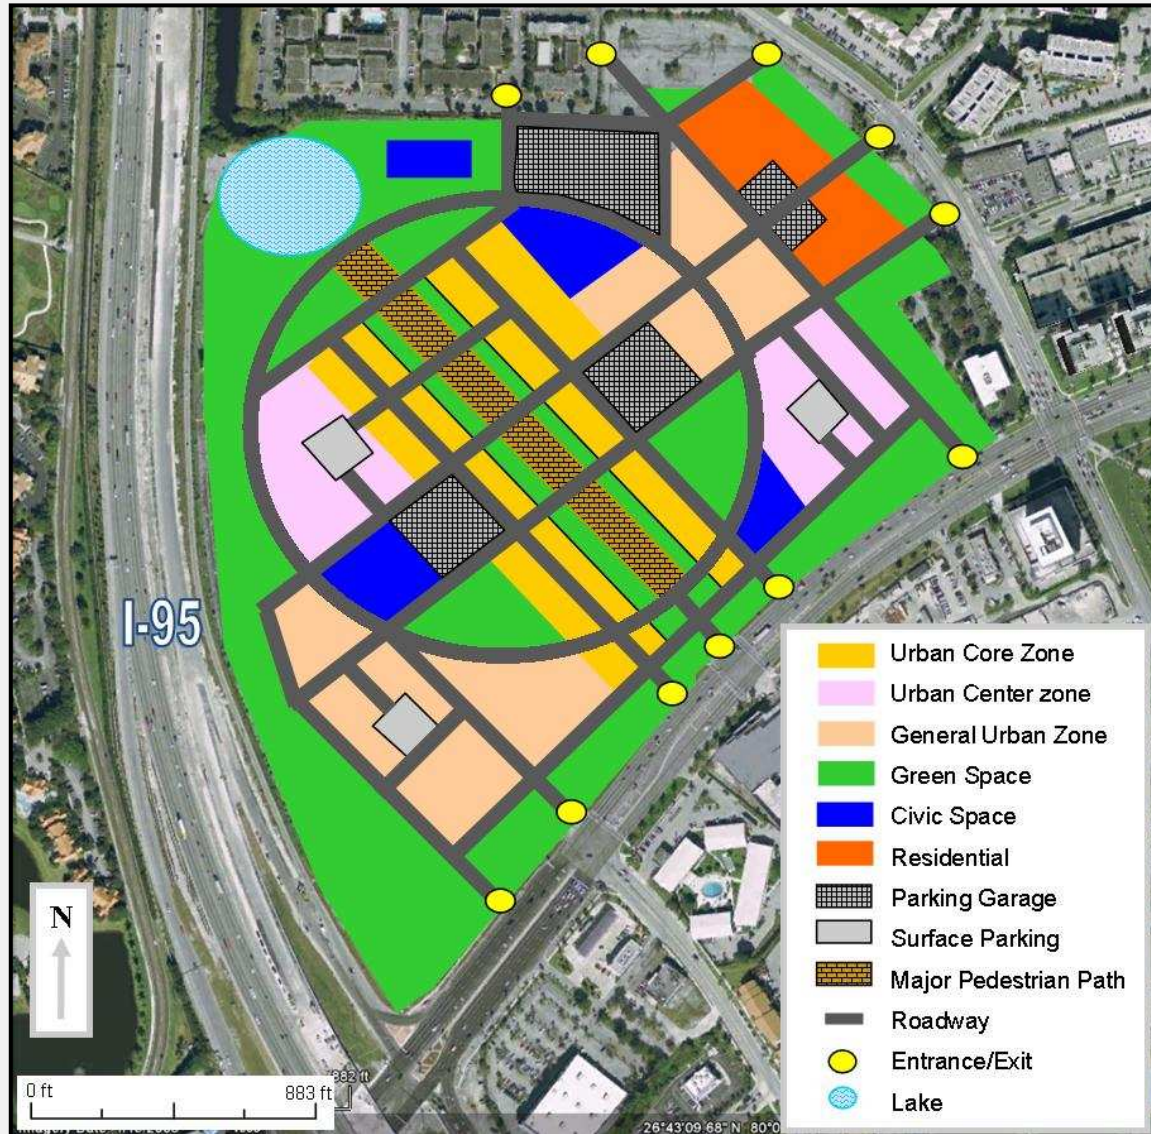 I-95
Urban Core Zone
Urban Center zone
General Urban Zone
Green Space
Civic Space
Residential
Parking Garage
Surface Parking
Major Pedestrian Path
Roadway
Entrance/Exit
Lake
N
0 ft 883 ft
882 ft
26°43'09.68" N